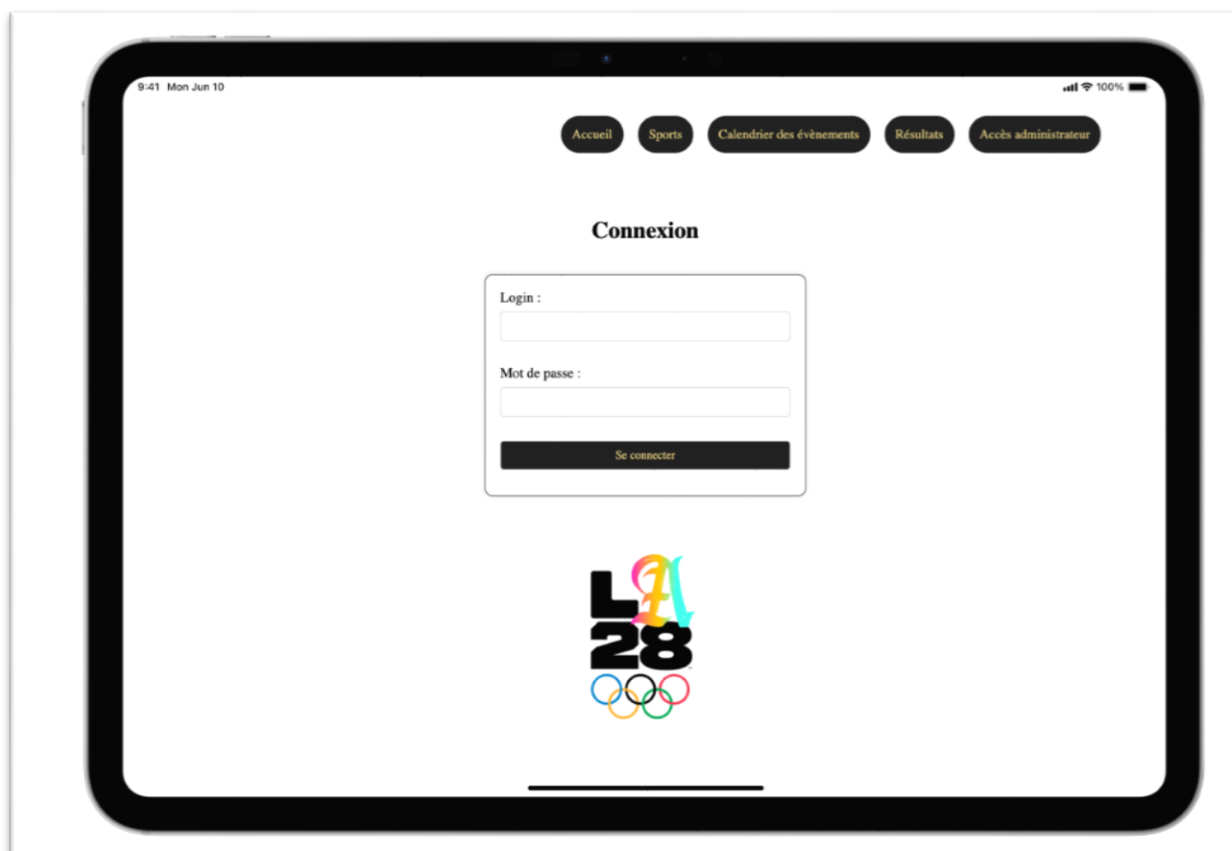 9:41 Mon Jun 10 100%
Accueil Sports Calendrier des évènements Résultats Accès administrateur
Connexion
Login :
Mot de passe :
Se connecter
LA
28